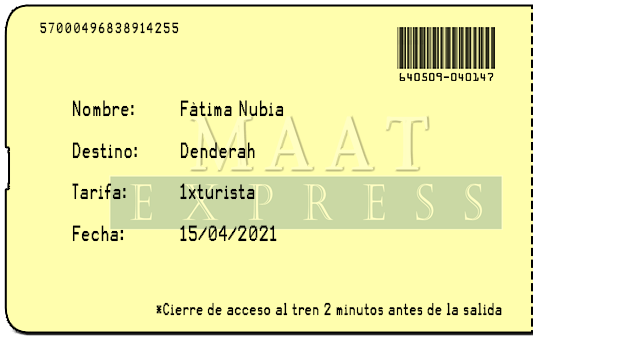 57000496838914255
640509-040147
Nombre: Fàtima Nubia
MAAT
Destino: Denderah
Tarifa: 1xturista
EXPRESS
Fecha: 15/04/2021
*Cierre de acceso al tren 2 minutos antes de la salida